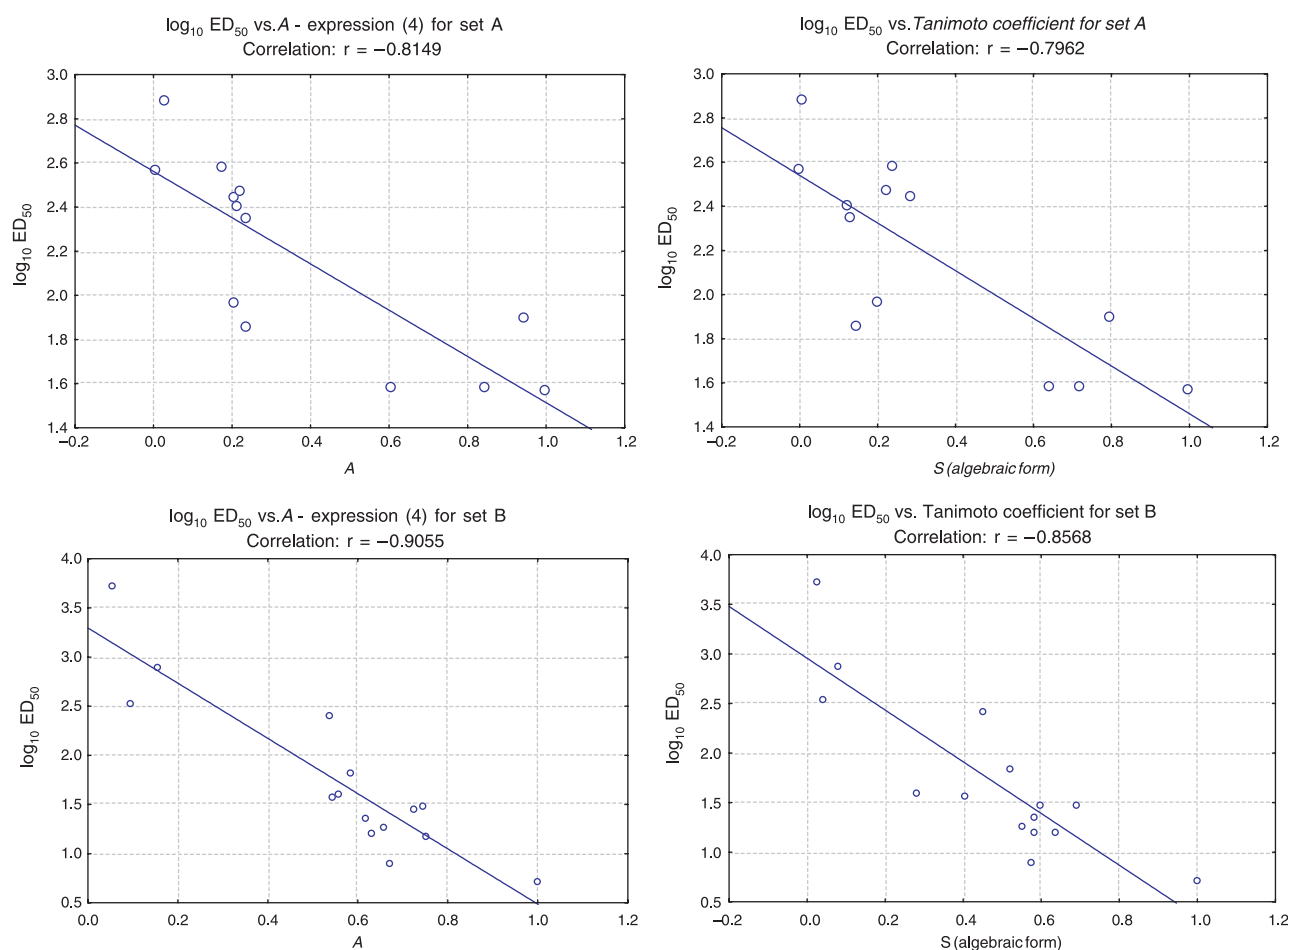 log₁₀ ED₅₀ vs.A - expression (4) for set A
Correlation: r = −0.8149
log₁₀ ED₅₀
3.0
2.8
2.6
2.4
2.2
2.0
1.8
1.6
1.4
−0.2 0.0 0.2 0.4 0.6 0.8 1.0 1.2
A
log₁₀ ED₅₀ vs.Tanimoto coefficient for set A
Correlation: r = −0.7962
log₁₀ ED₅₀
3.0
2.8
2.6
2.4
2.2
2.0
1.8
1.6
1.4
−0.2 0.0 0.2 0.4 0.6 0.8 1.0 1.2
S (algebraic form)
log₁₀ ED₅₀ vs.A - expression (4) for set B
Correlation: r = −0.9055
log₁₀ ED₅₀
4.0
3.5
3.0
2.5
2.0
1.5
1.0
0.5
0.0 0.2 0.4 0.6 0.8 1.0 1.2
A
log₁₀ ED₅₀ vs. Tanimoto coefficient for set B
Correlation: r = −0.8568
log₁₀ ED₅₀
4.0
3.5
3.0
2.5
2.0
1.5
1.0
0.5
−0.2 0.0 0.2 0.4 0.6 0.8 1.0 1.2
S (algebraic form)